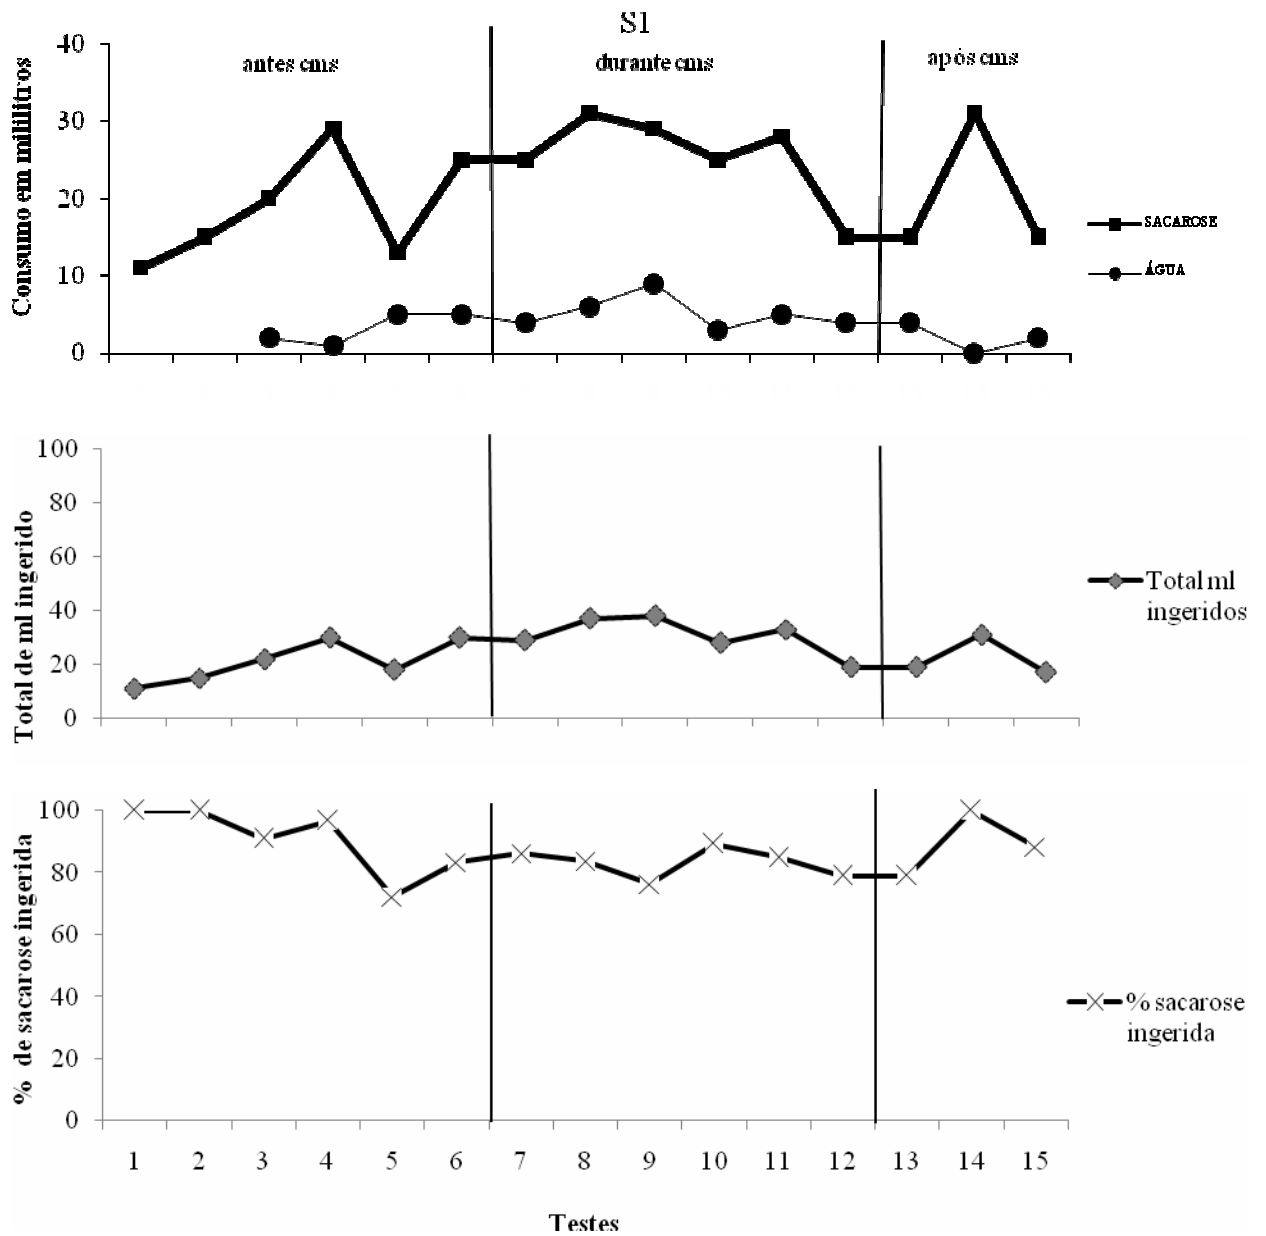 S1
antes cms
durante cms
após cms
Consumo em mililitros
40
30
20
10
0
SACAROSE
ÁGUA
Total de ml ingerido
100
80
60
40
20
0
Total ml
ingeridos
% de sacarose ingerida
100
80
60
40
20
0
% sacarose
ingerida
1 2 3 4 5 6 7 8 9 10 11 12 13 14 15
Testes